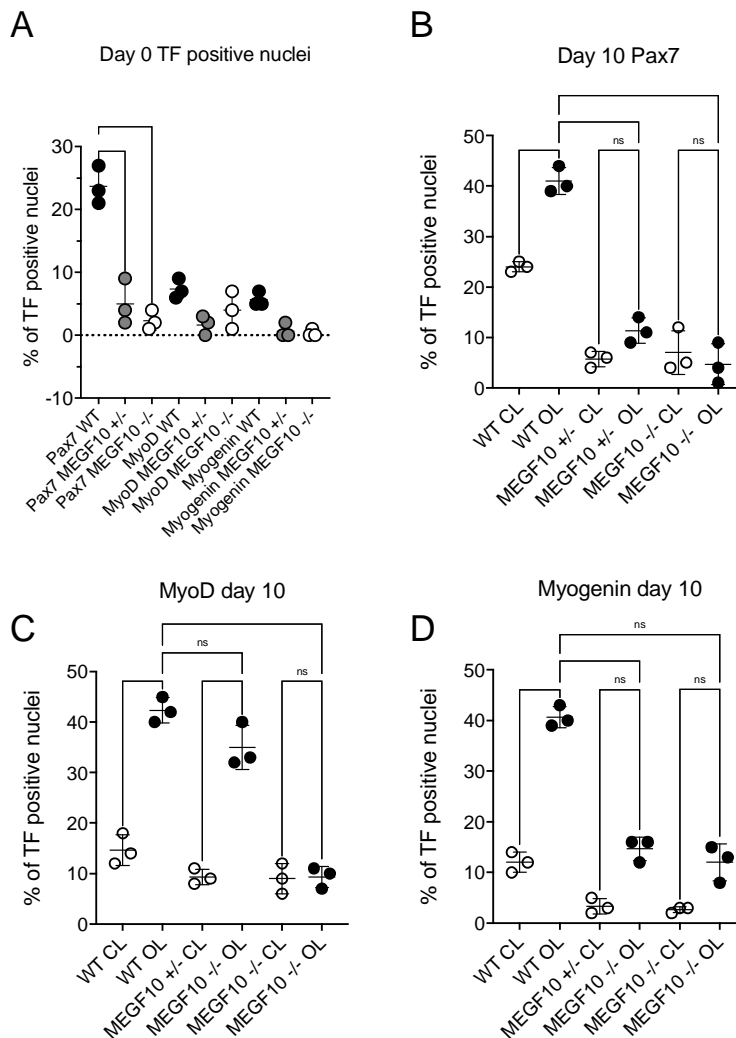 A
Day 0 TF positive nuclei
% of TF positive nuclei
30
20
10
0
-10
Pax7 WT
Pax7 MEGF10 +/-
Pax7 MEGF10 -/-
MyoD WT
MyoD MEGF10 +/-
MyoD MEGF10 -/-
Myogenin WT
Myogenin MEGF10 +/-
Myogenin MEGF10 -/-
B
Day 10 Pax7
% of TF positive nuclei
50
40
30
20
10
0
ns
ns
WT CL
WT OL
MEGF10 +/- CL
MEGF10 +/- OL
MEGF10 -/- CL
MEGF10 -/- OL
C
MyoD day 10
% of TF positive nuclei
50
40
30
20
10
0
ns
ns
WT CL
WT OL
MEGF10 +/- CL
MEGF10 -/- OL
MEGF10 -/- CL
MEGF10 -/- OL
D
Myogenin day 10
% of TF positive nuclei
50
40
30
20
10
0
ns
ns
ns
WT CL
WT OL
MEGF10 +/- CL
MEGF10 -/- OL
MEGF10 -/- CL
MEGF10 -/- OL